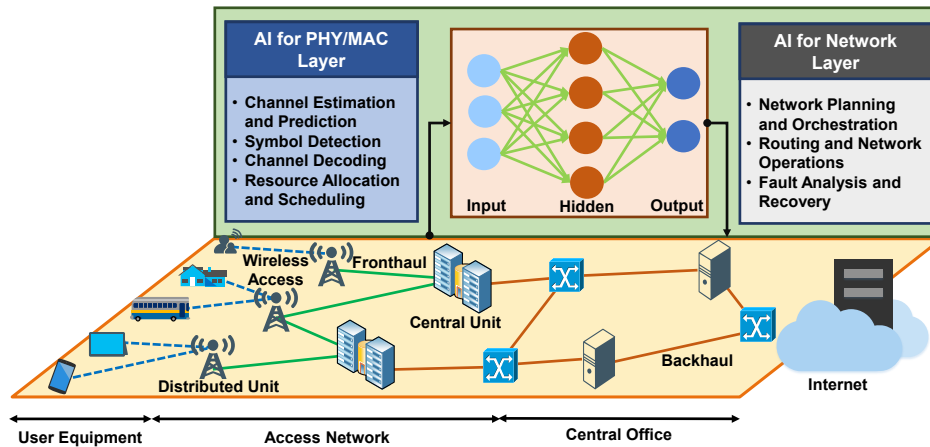 AI for PHY/MAC
Layer
• Channel Estimation
and Prediction
• Symbol Detection
• Channel Decoding
• Resource Allocation
and Scheduling
Input
Hidden
Output
AI for Network
Layer
• Network Planning
and Orchestration
• Routing and Network
Operations
• Fault Analysis and
Recovery
Wireless
Access
Fronthaul
Central Unit
Distributed Unit
Backhaul
Internet
User Equipment
Access Network
Central Office